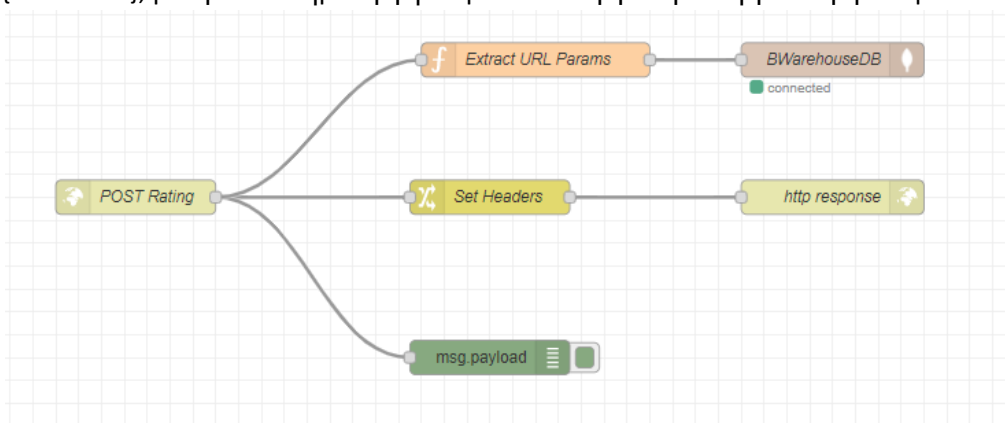 Extract URL Params
BWarehouseDB
connected
POST Rating
Set Headers
http response
msg.payload